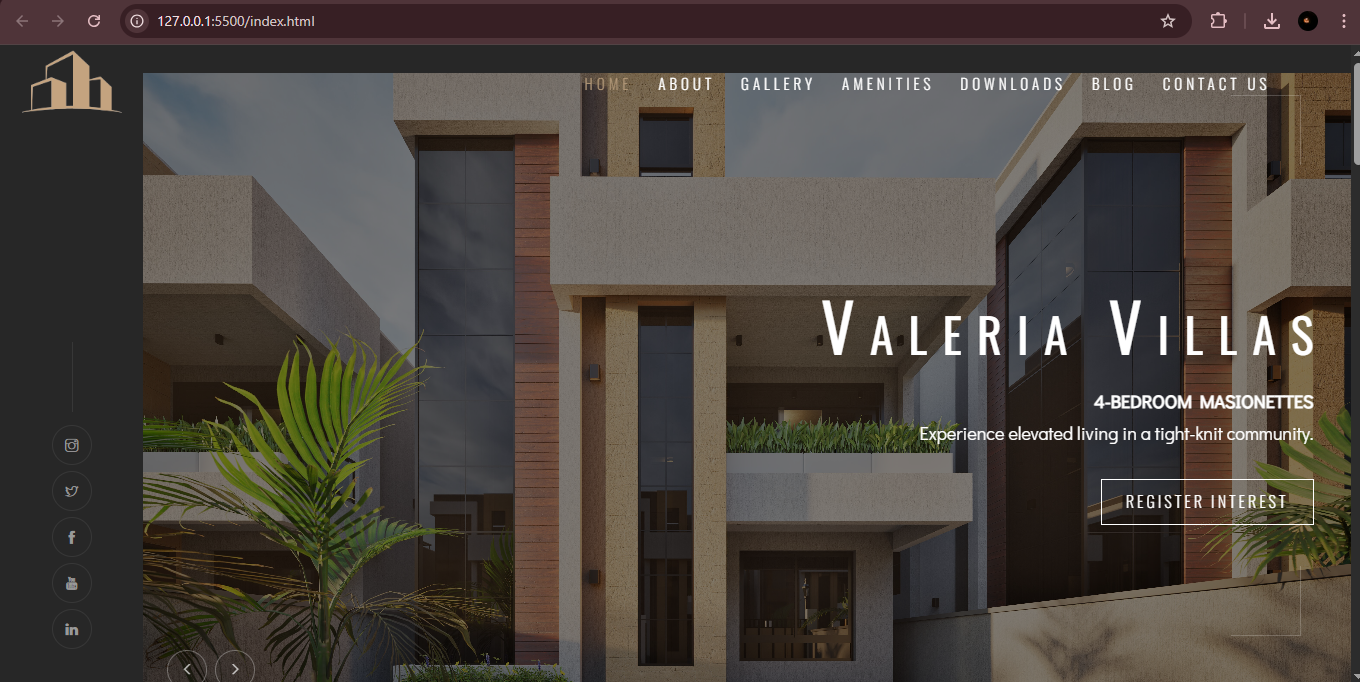 127.0.0.1:5500/index.html
HOME ABOUT GALLERY AMENITIES DOWNLOADS BLOG CONTACT US
VALERIA VILLAS
4-BEDROOM MASIONETTES
Experience elevated living in a tight-knit community.
REGISTER INTEREST